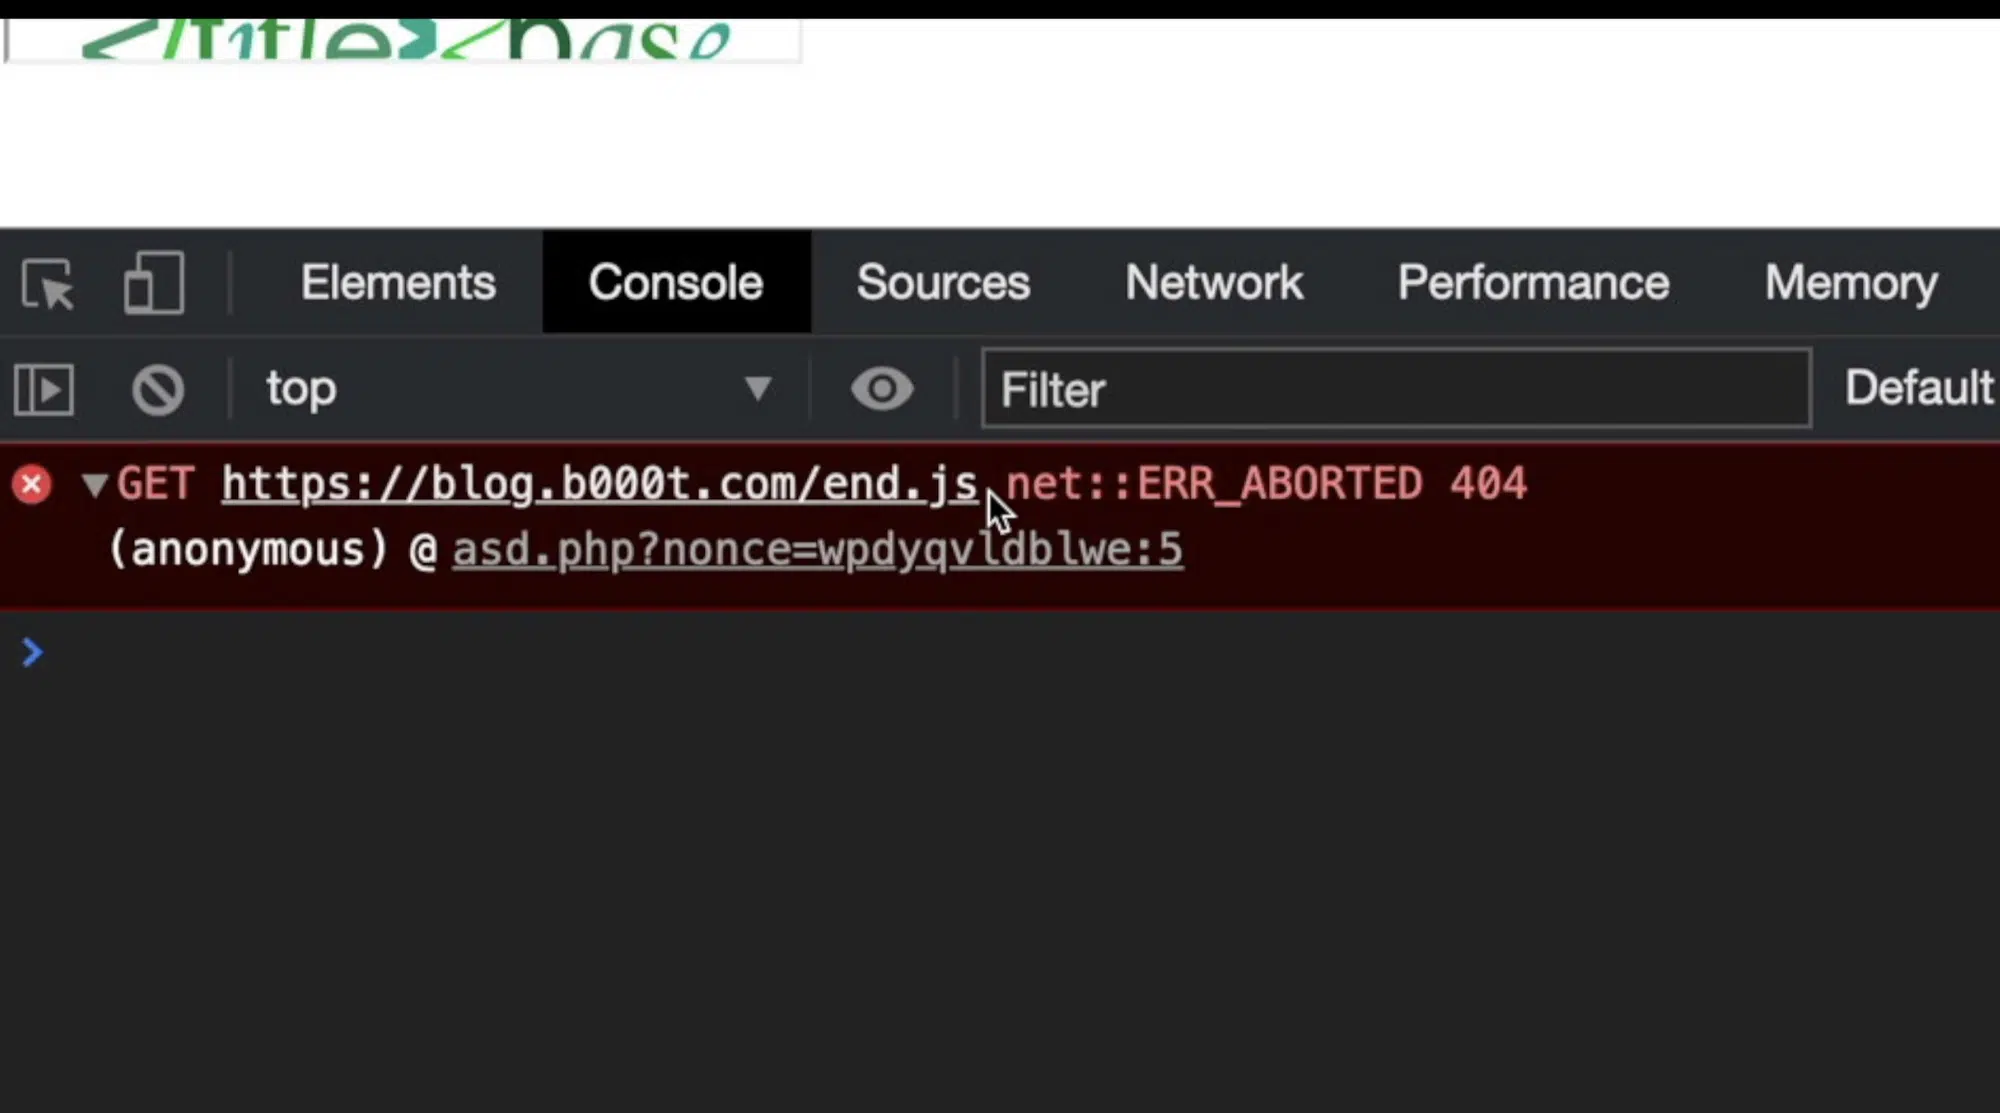 </title><base
Elements Console Sources Network Performance Memory
top Filter Default
GET https://blog.b000t.com/end.js net::ERR_ABORTED 404
(anonymous) @ asd.php?nonce=wpdyqvldblwe:5